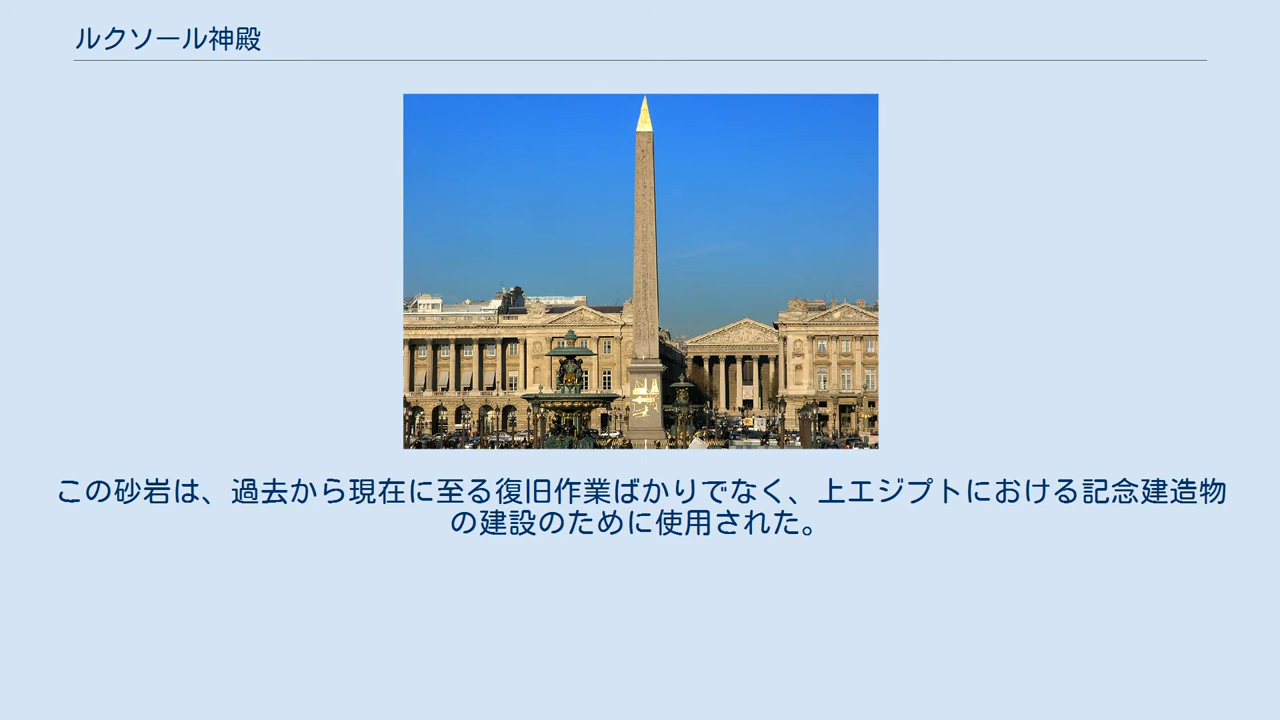 ルクソール神殿
この砂岩は、過去から現在に至る復旧作業ばかりでなく、上エジプトにおける記念建造物
の建設のために使用された。